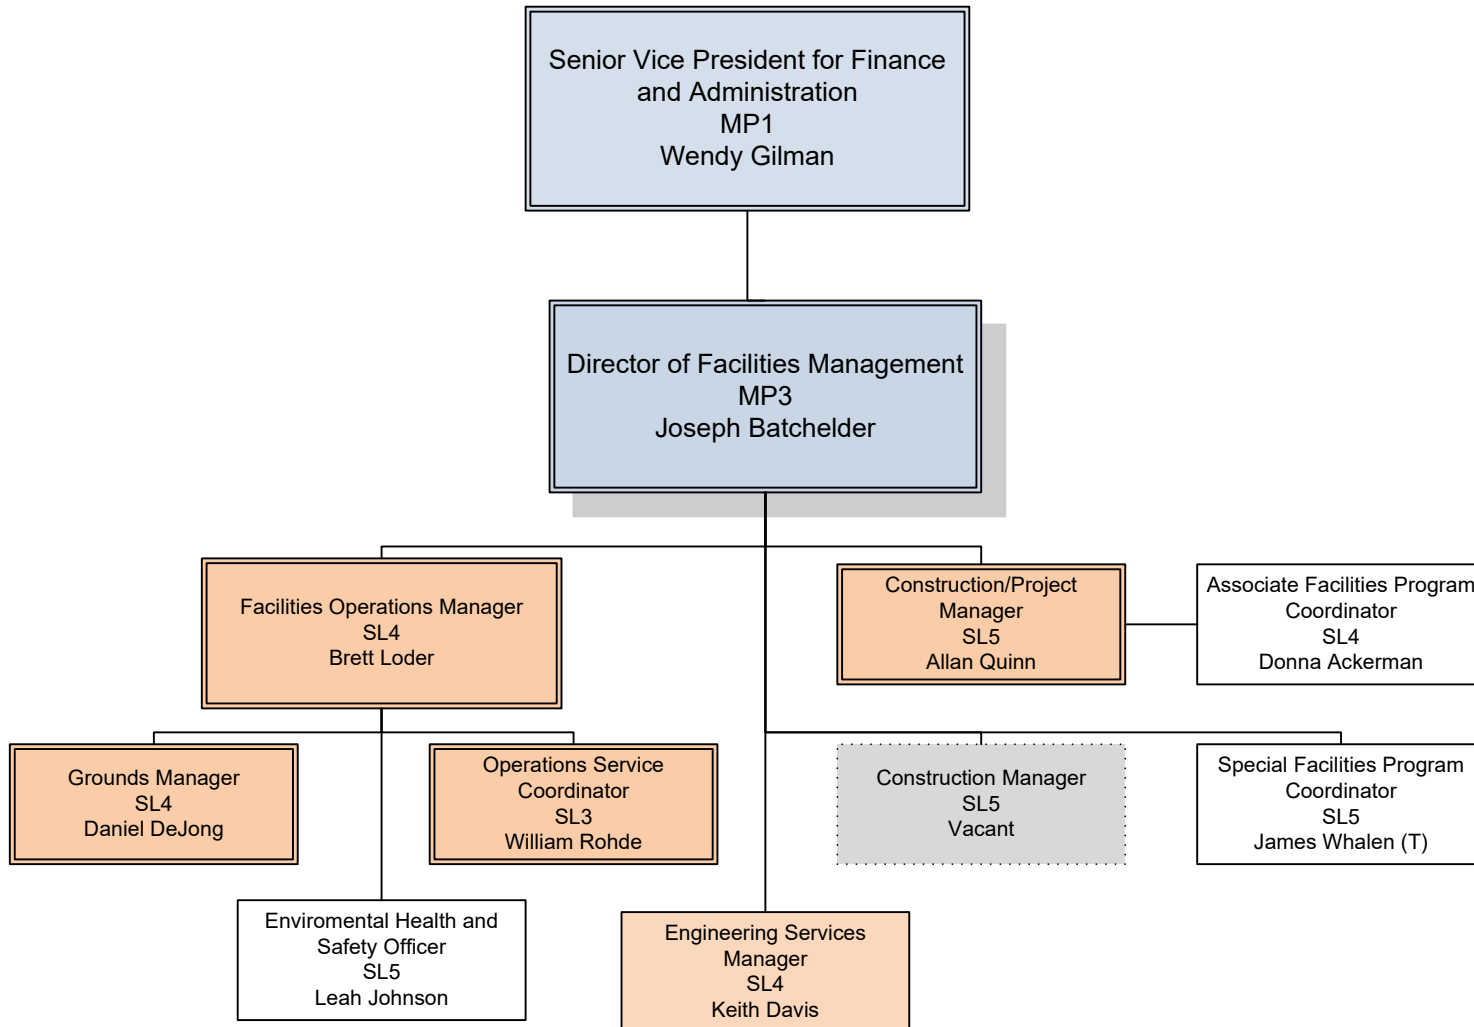 Senior Vice President for Finance
and Administration
MP1
Wendy Gilman
Director of Facilities Management
MP3
Joseph Batchelder
Facilities Operations Manager
SL4
Brett Loder
Construction/Project
Manager
SL5
Allan Quinn
Associate Facilities Program
Coordinator
SL4
Donna Ackerman
Grounds Manager
SL4
Daniel DeJong
Operations Service
Coordinator
SL3
William Rohde
Construction Manager
SL5
Vacant
Special Facilities Program
Coordinator
SL5
James Whalen (T)
Enviromental Health and
Safety Officer
SL5
Leah Johnson
Engineering Services
Manager
SL4
Keith Davis